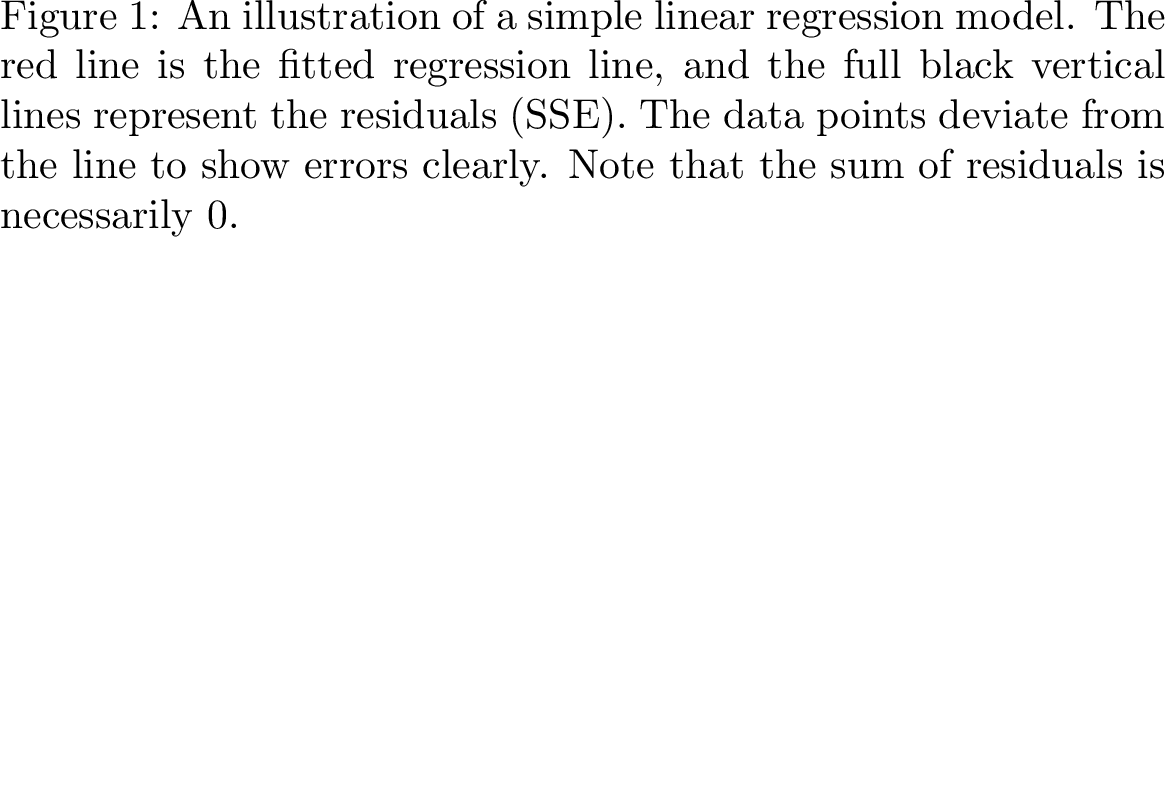 Figure 1: An illustration of a simple linear regression model. The
red line is the fitted regression line, and the full black vertical
lines represent the residuals (SSE). The data points deviate from
the line to show errors clearly. Note that the sum of residuals is
necessarily 0.